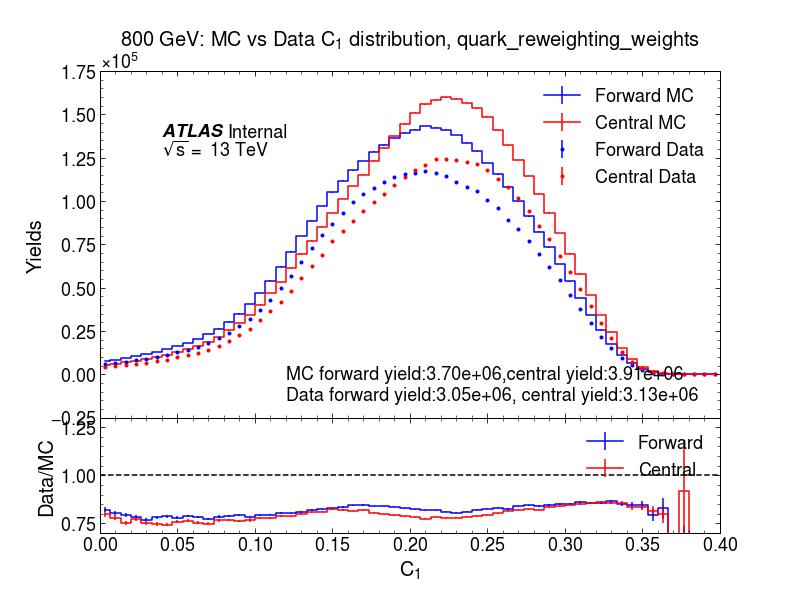 800 GeV: MC vs Data C₁ distribution, quark_reweighting_weights
×10⁵
1.75
1.50
1.25
1.00
0.75
0.50
0.25
0.00
−0.25
Yields
ATLAS Internal
√s = 13 TeV
Forward MC
Central MC
Forward Data
Central Data
MC forward yield:3.70e+06,central yield:3.91e+06
Data forward yield:3.05e+06, central yield:3.13e+06
1.25
1.00
0.75
Data/MC
Forward
Central
0.00 0.05 0.10 0.15 0.20 0.25 0.30 0.35 0.40
C₁